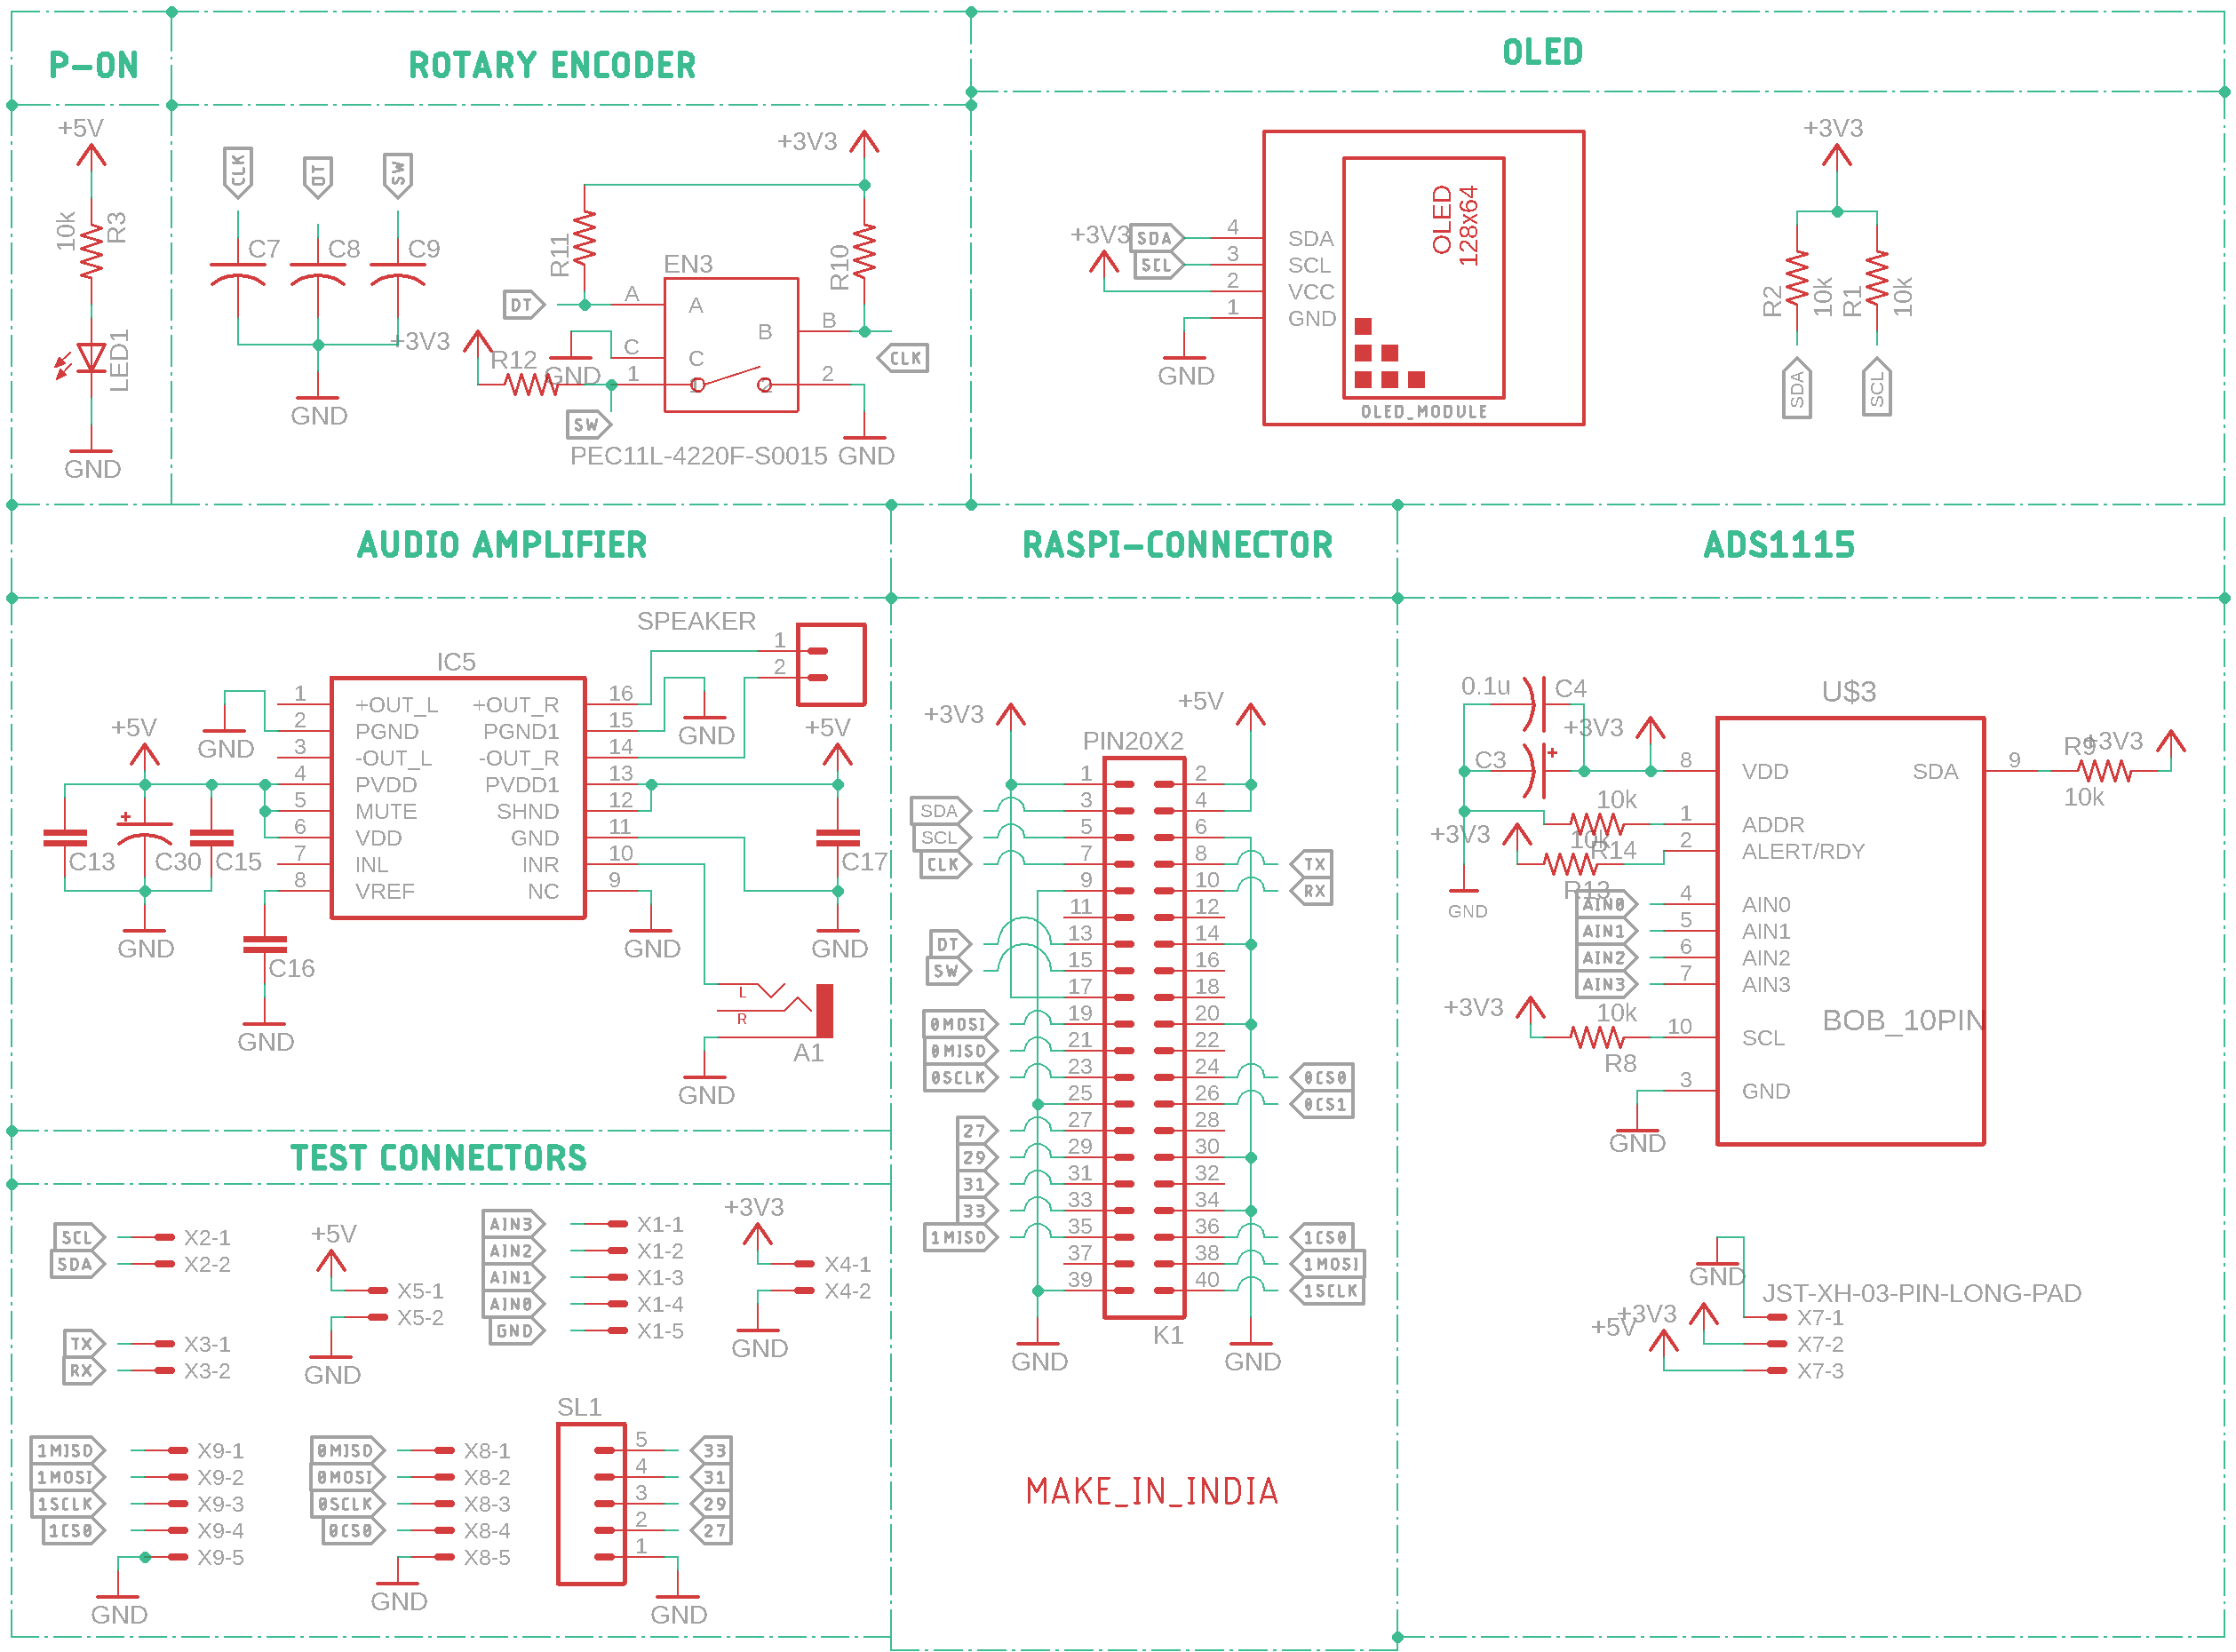 P-ON
ROTARY ENCODER
OLED
+5V
10k
R3
LED1
GND
CLK
DT
SW
C7
C8
C9
GND
+3V3
R11
R10
EN3
DT
A
A
B
B
C
C
CLK
+3V3
R12
GND
1
1
2
2
SW
PEC11L-4220F-S0015
GND
+3V3
SDA
SCL
4
3
2
1
SDA
SCL
VCC
GND
GND
OLED
128x64
OLED_MODULE
+3V3
R2
10k
R1
10k
SDA
SCL
AUDIO AMPLIFIER
RASPI-CONNECTOR
ADS1115
SPEAKER
1
2
IC5
1 +OUT_L +OUT_R 16
2 PGND PGND1 15
3 -OUT_L -OUT_R 14
4 PVDD PVDD1 13
5 MUTE SHND 12
6 VDD GND 11
7 INL INR 10
8 VREF NC 9
GND
+5V
GND
+5V
C13
C30
C15
C17
GND
GND
GND
C16
GND
L
R
A1
GND
+3V3
+5V
PIN20X2
1 2
SDA 3 4
SCL 5 6
CLK 7 8 TX
9 10 RX
11 12
DT 13 14
SW 15 16
17 18
0MOSI 19 20
0MISO 21 22
0SCLK 23 24 0CS0
25 26 0CS1
27 27 28
29 29 30
31 31 32
33 33 34
1MISO 35 36 1CS0
37 38 1MOSI
39 40 1SCLK
K1
GND
GND
MAKE_IN_INDIA
0.1u
C4
U$3
C3
+3V3
8 VDD
SDA 9
R9
+3V3
10k
10k
1 ADDR
+3V3
10k
R14
2 ALERT/RDY
R13
GND
AIN0 4 AIN0
AIN1 5 AIN1
AIN2 6 AIN2
AIN3 7 AIN3
+3V3
10k
10 SCL
R8
BOB_10PIN
3 GND
GND
GND
JST-XH-03-PIN-LONG-PAD
+3V3
+5V
X7-1
X7-2
X7-3
TEST CONNECTORS
SCL X2-1
SDA X2-2
TX X3-1
RX X3-2
+5V
X5-1
X5-2
GND
AIN3 X1-1
AIN2 X1-2
AIN1 X1-3
AIN0 X1-4
GND X1-5
+3V3
X4-1
X4-2
GND
1MISO X9-1
1MOSI X9-2
1SCLK X9-3
1CS0 X9-4
X9-5
GND
0MISO X8-1
0MOSI X8-2
0SCLK X8-3
0CS0 X8-4
X8-5
GND
SL1
5 33
4 31
3 29
2 27
1
GND